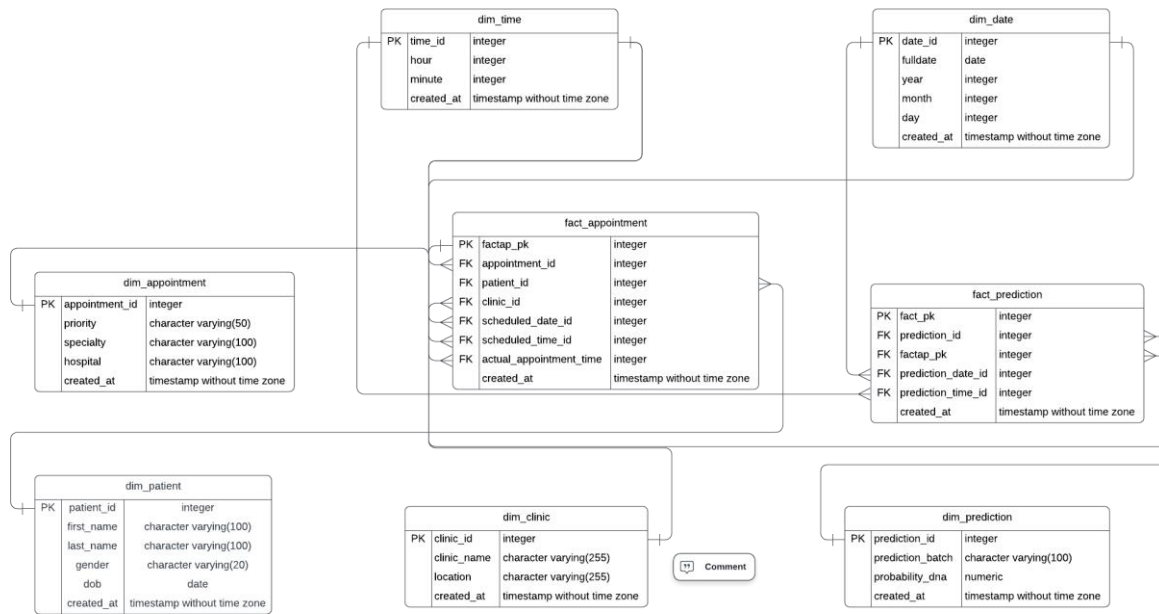 dim_time
PK time_id integer
hour integer
minute integer
created_at timestamp without time zone
dim_date
PK date_id integer
fulldate date
year integer
month integer
day integer
created_at timestamp without time zone
fact_appointment
PK factap_pk integer
FK appointment_id integer
FK patient_id integer
FK clinic_id integer
FK scheduled_date_id integer
FK scheduled_time_id integer
FK actual_appointment_time integer
created_at timestamp without time zone
dim_appointment
PK appointment_id integer
priority character varying(50)
specialty character varying(100)
hospital character varying(100)
created_at timestamp without time zone
fact_prediction
PK fact_pk integer
FK prediction_id integer
FK factap_pk integer
FK prediction_date_id integer
FK prediction_time_id integer
created_at timestamp without time zone
dim_patient
PK patient_id integer
first_name character varying(100)
last_name character varying(100)
gender character varying(20)
dob date
created_at timestamp without time zone
dim_clinic
PK clinic_id integer
clinic_name character varying(255)
location character varying(255)
created_at timestamp without time zone
Comment
dim_prediction
PK prediction_id integer
prediction_batch character varying(100)
probability_dna numeric
created_at timestamp without time zone